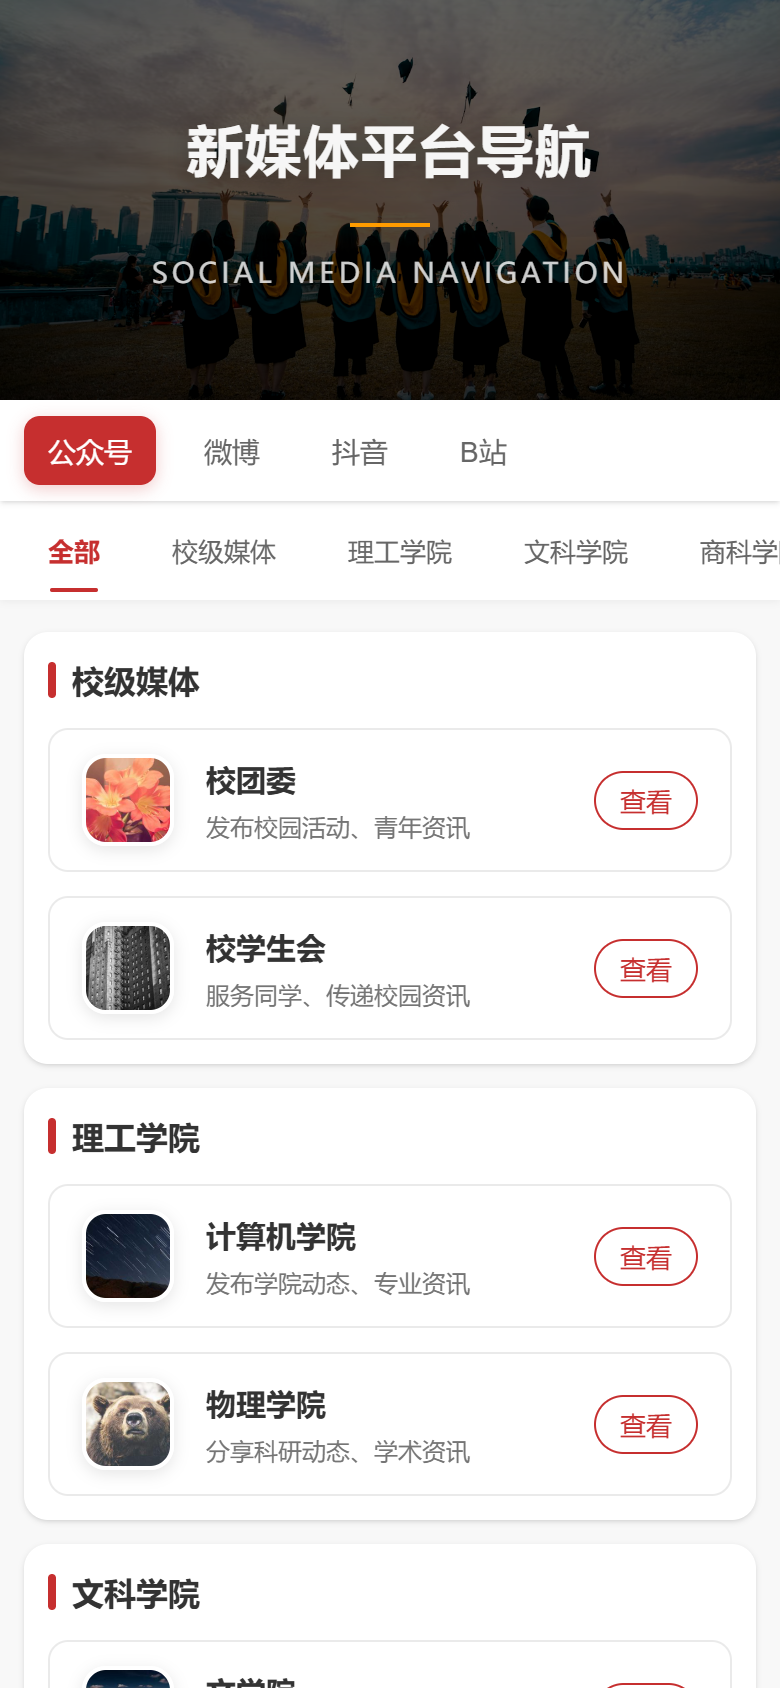 新媒体平台导航
SOCIAL MEDIA NAVIGATION
公众号 微博 抖音 B站
全部 校级媒体 理工学院 文科学院 商科学
校级媒体
校团委
发布校园活动、青年资讯
查看
校学生会
服务同学、传递校园资讯
查看
理工学院
计算机学院
发布学院动态、专业资讯
查看
物理学院
分享科研动态、学术资讯
查看
文科学院
文学院